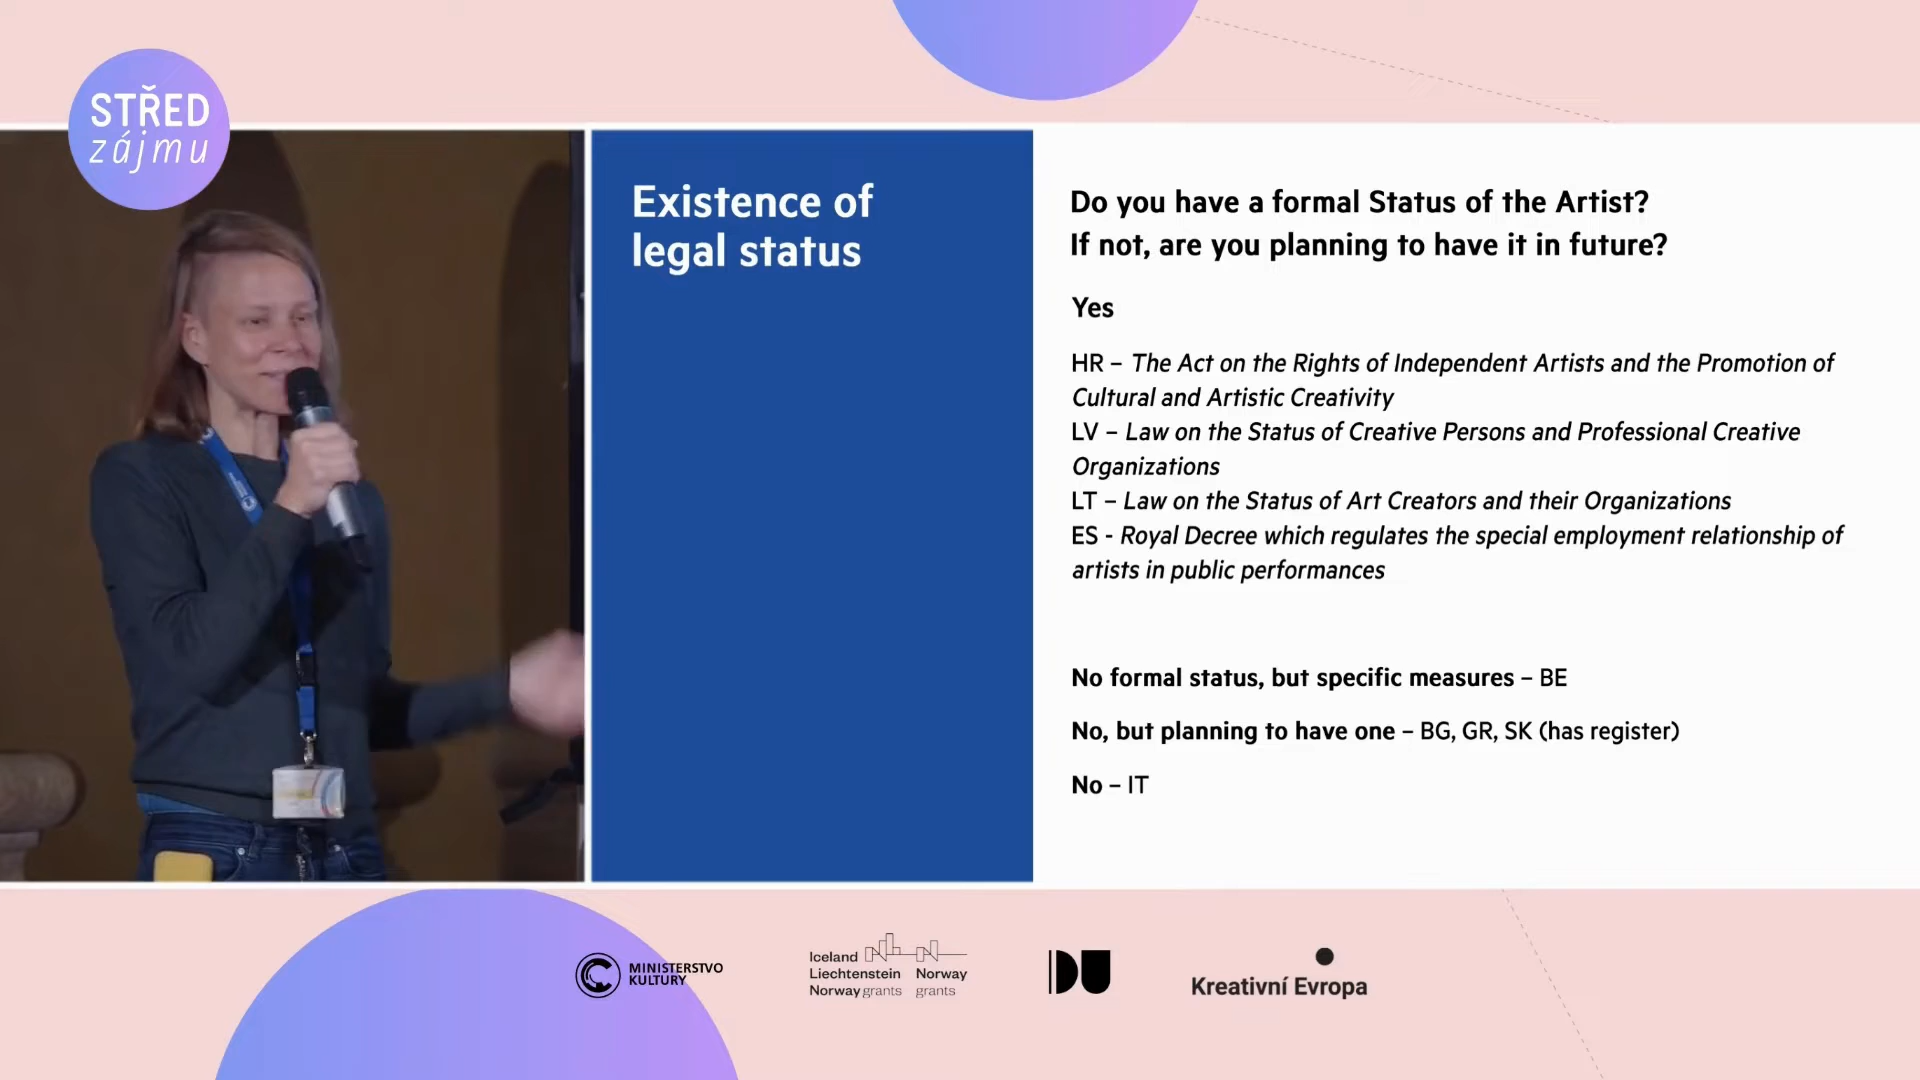 STŘED
zájmu
Existence of
legal status
Do you have a formal Status of the Artist?
If not, are you planning to have it in future?
Yes
HR – The Act on the Rights of Independent Artists and the Promotion of
Cultural and Artistic Creativity
LV – Law on the Status of Creative Persons and Professional Creative
Organizations
LT – Law on the Status of Art Creators and their Organizations
ES - Royal Decree which regulates the special employment relationship of
artists in public performances
No formal status, but specific measures – BE
No, but planning to have one – BG, GR, SK (has register)
No – IT
MINISTERSTVO
KULTURY
Iceland
Liechtenstein
Norway grants
Norway
grants
DU
Kreativní Evropa